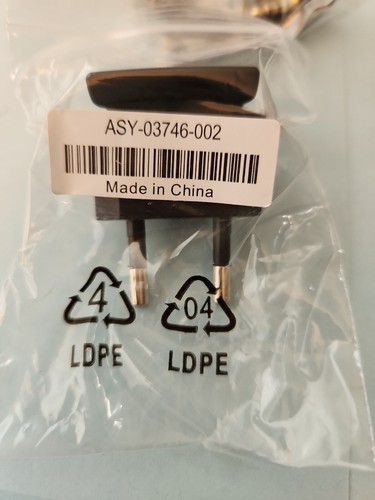 ASY-03746-002
Made in China
4 04
LDPE LDPE